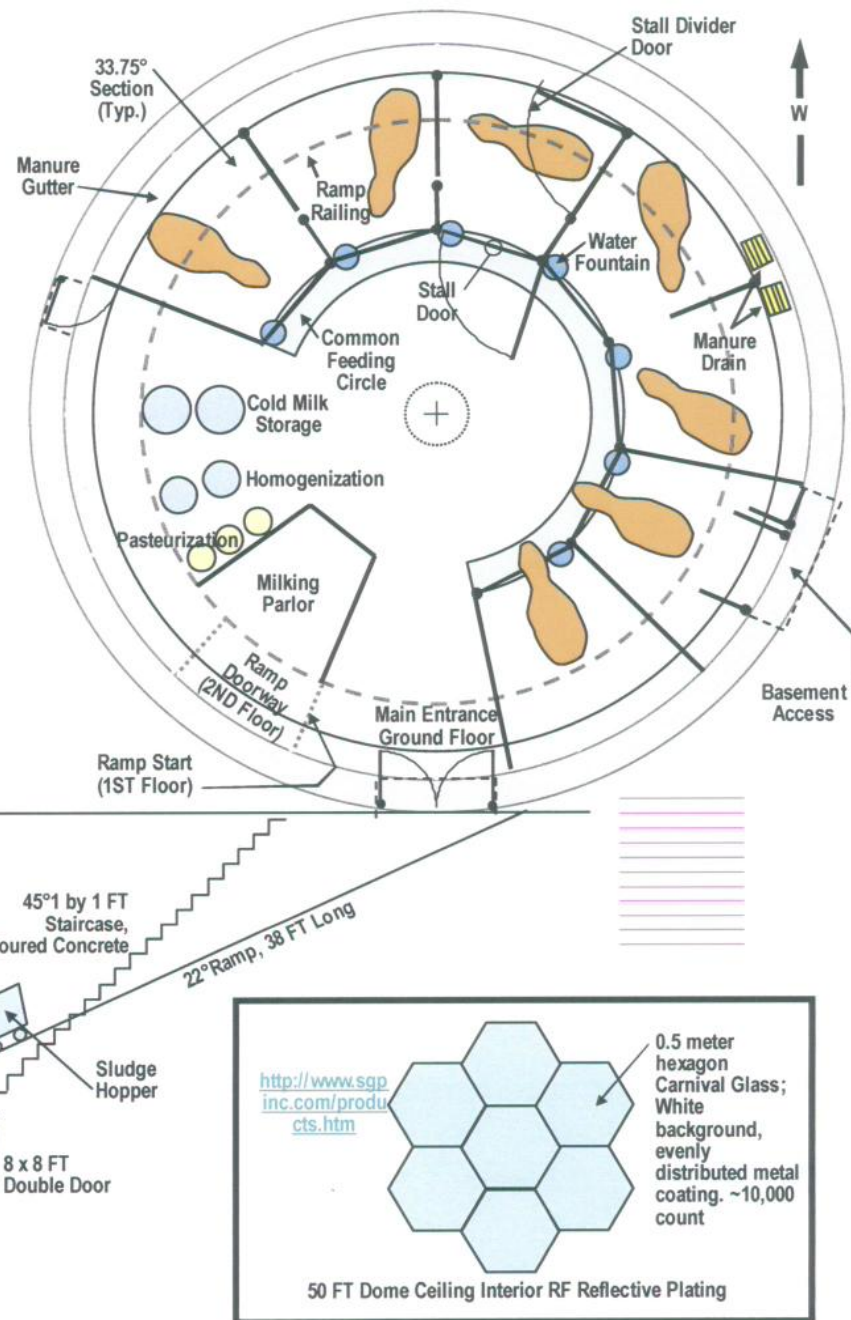 Stall Divider
Door
33.75°
Section
(Typ.)
W
Manure
Gutter
Ramp
Railing
Water
Fountain
Stall
Door
Common
Feeding
Circle
Manure
Drain
Cold Milk
Storage
Homogenization
Pasteurization
Milking
Parlor
Ramp
Doorway
(2ND Floor)
Main Entrance
Ground Floor
Basement
Access
Ramp Start
(1ST Floor)
45°1 by 1 FT
Staircase,
oured Concrete
22°Ramp, 38 FT Long
Sludge
Hopper
8 x 8 FT
Double Door
http://www.sgp
inc.com/produ
cts.htm
0.5 meter
hexagon
Carnival Glass;
White
background,
evenly
distributed metal
coating. ~10,000
count
50 FT Dome Ceiling Interior RF Reflective Plating